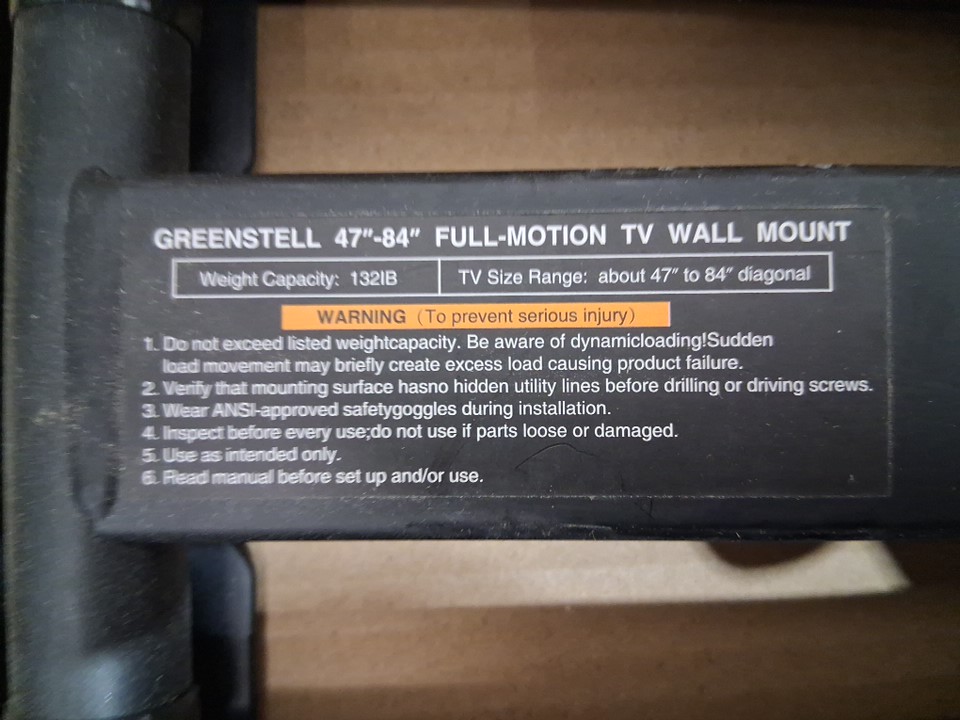 GREENSTELL 47"-84" FULL-MOTION TV WALL MOUNT
Weight Capacity: 132IB
TV Size Range: about 47" to 84" diagonal
WARNING (To prevent serious injury)
1. Do not exceed listed weightcapacity. Be aware of dynamicloading!Sudden
load movement may briefly create excess load causing product failure.
2. Verify that mounting surface hasno hidden utility lines before drilling or driving screws.
3. Wear ANSI-approved safetygoggles during installation.
4. Inspect before every use;do not use if parts loose or damaged.
5. Use as intended only.
6. Read manual before set up and/or use.